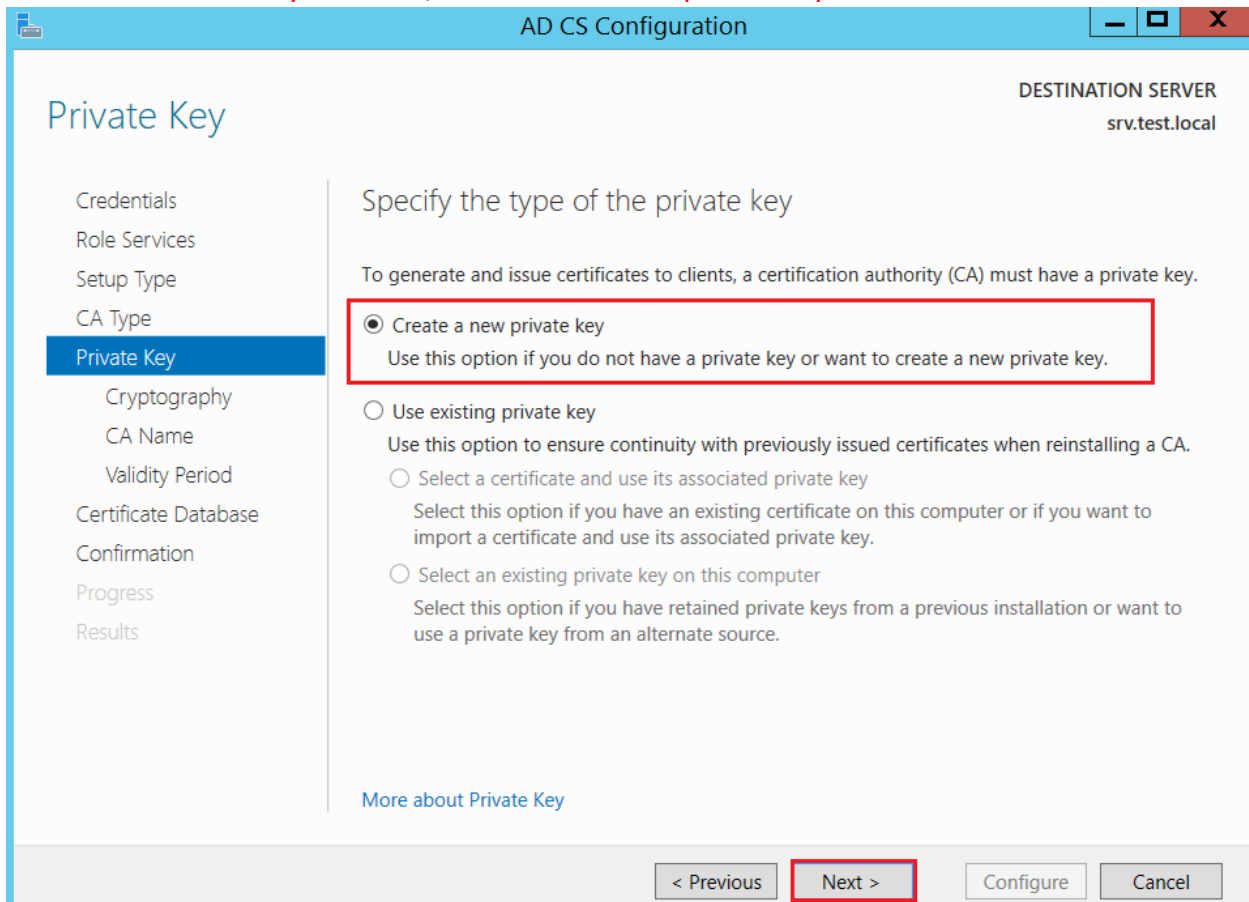 AD CS Configuration
X
Private Key
DESTINATION SERVER
srv.test.local
Credentials
Role Services
Setup Type
CA Type
Private Key
Cryptography
CA Name
Validity Period
Certificate Database
Confirmation
Progress
Results
Specify the type of the private key
To generate and issue certificates to clients, a certification authority (CA) must have a private key.
Create a new private key
Use this option if you do not have a private key or want to create a new private key.
Use existing private key
Use this option to ensure continuity with previously issued certificates when reinstalling a CA.
Select a certificate and use its associated private key
Select this option if you have an existing certificate on this computer or if you want to
import a certificate and use its associated private key.
Select an existing private key on this computer
Select this option if you have retained private keys from a previous installation or want to
use a private key from an alternate source.
More about Private Key
< Previous
Next >
Configure
Cancel